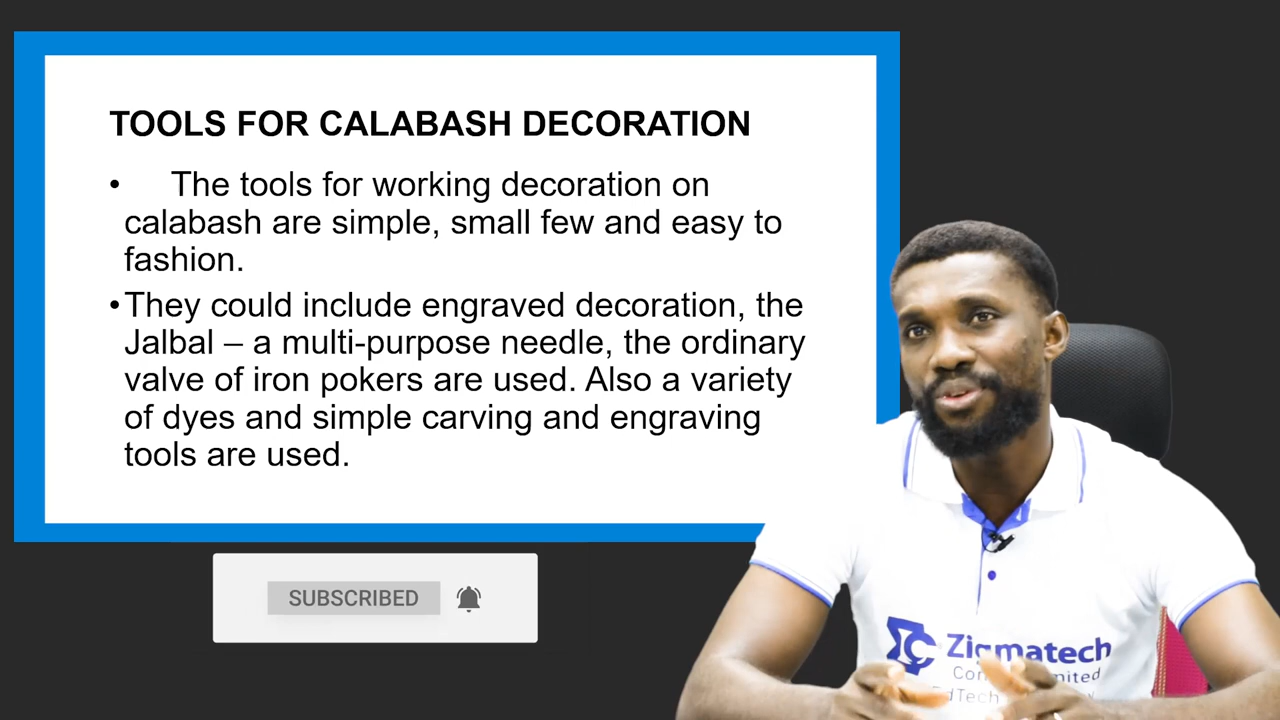 TOOLS FOR CALABASH DECORATION
• The tools for working decoration on
calabash are simple, small few and easy to
fashion.
• They could include engraved decoration, the
Jalbal – a multi-purpose needle, the ordinary
valve of iron pokers are used. Also a variety
of dyes and simple carving and engraving
tools are used.
SUBSCRIBED
Zigmatech